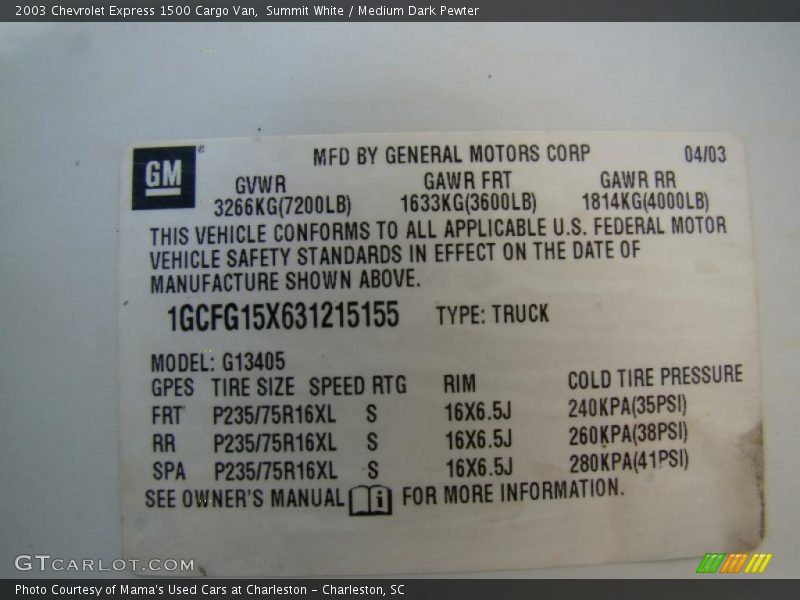 2003 Chevrolet Express 1500 Cargo Van,  Summit White / Medium Dark Pewter
GM®
MFD BY GENERAL MOTORS CORP 04/03
GVWR GAWR FRT GAWR RR
3266KG(7200LB) 1633KG(3600LB) 1814KG(4000LB)
THIS VEHICLE CONFORMS TO ALL APPLICABLE U.S. FEDERAL MOTOR
VEHICLE SAFETY STANDARDS IN EFFECT ON THE DATE OF
MANUFACTURE SHOWN ABOVE.
1GCFG15X631215155 TYPE: TRUCK
MODEL: G13405
GPES TIRE SIZE SPEED RTG RIM COLD TIRE PRESSURE
FRT P235/75R16XL S 16X6.5J 240KPA(35PSI)
RR P235/75R16XL S 16X6.5J 260KPA(38PSI)
SPA P235/75R16XL S 16X6.5J 280KPA(41PSI)
SEE OWNER'S MANUAL i FOR MORE INFORMATION.
GTCARLOT.COM
Photo Courtesy of Mama's Used Cars at Charleston – Charleston, SC